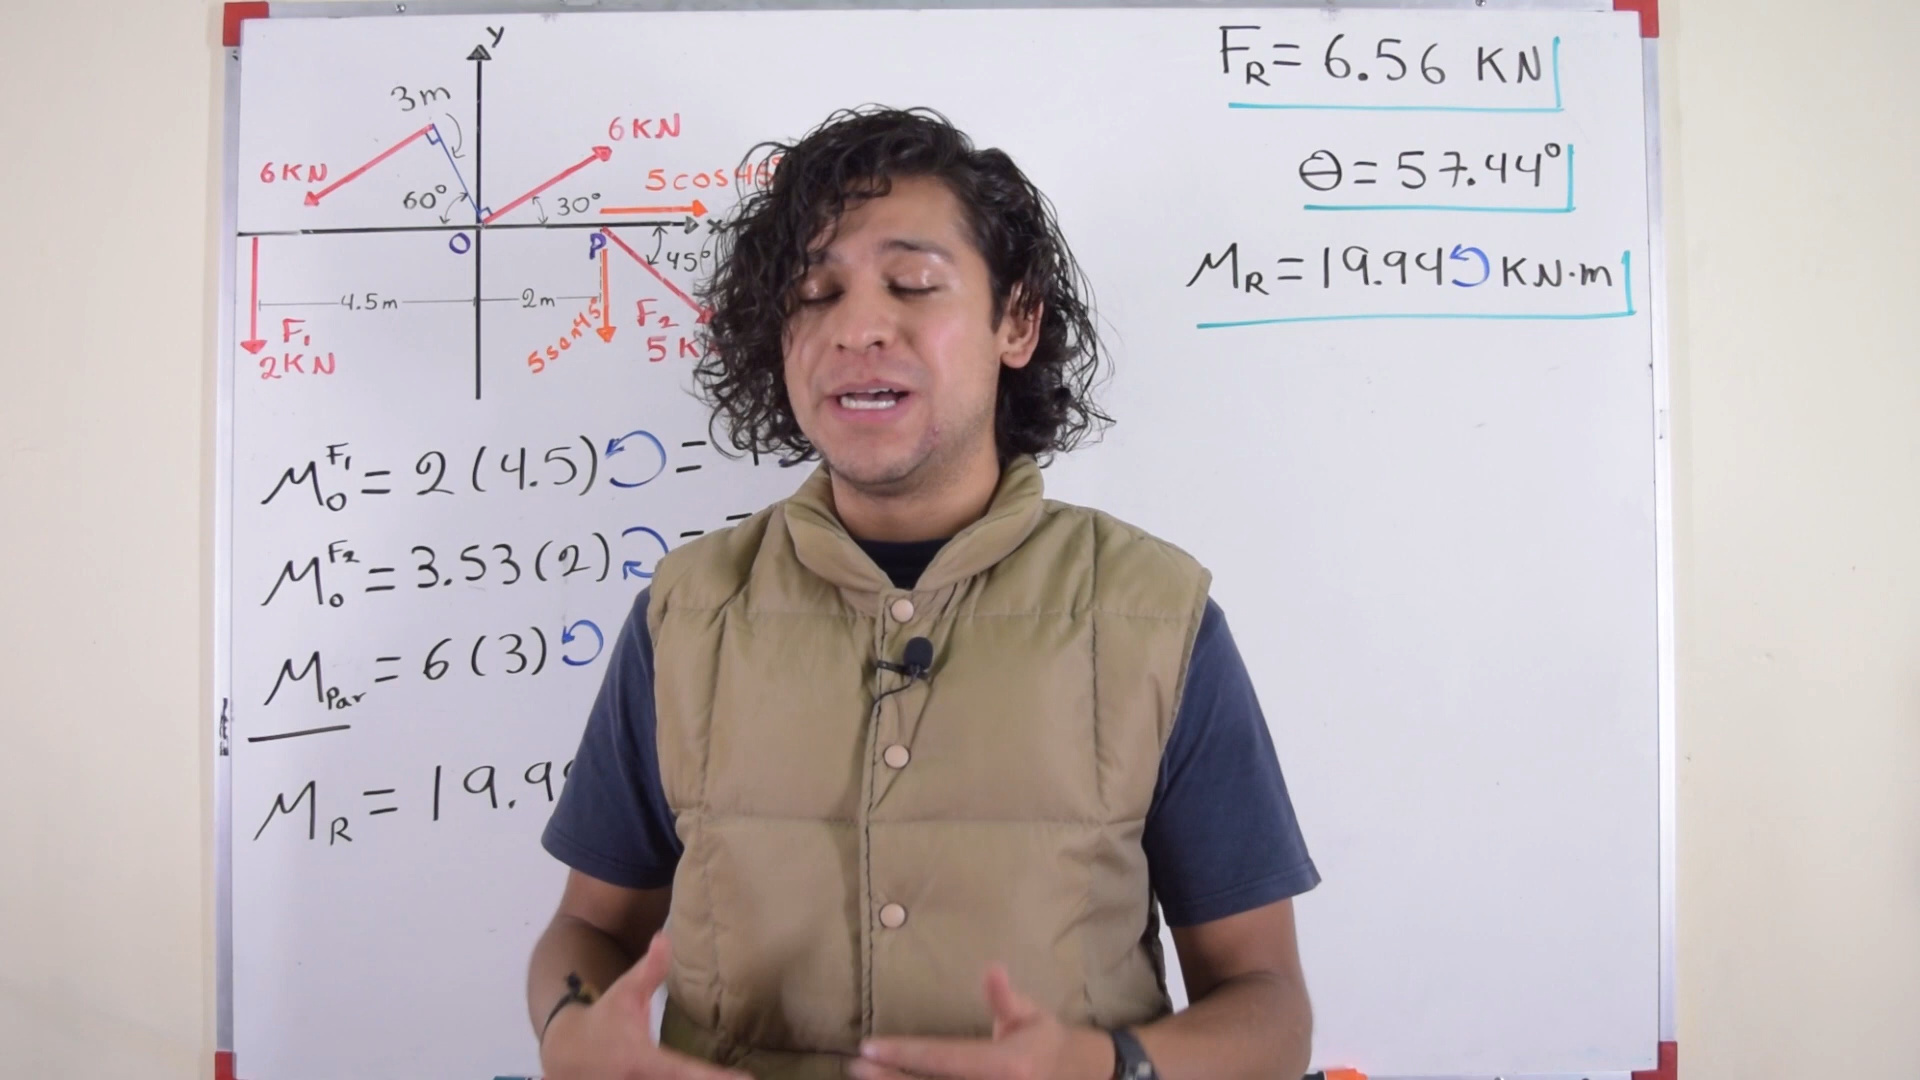 y
3m
6KN
6KN
5cos45°
60°
30°
x
O
P
45°
4.5m
2m
F₁
2KN
5sen45
F₂
5K
M₀^F₁ = 2(4.5)↺ =
M₀^F₂ = 3.53(2)↻ =
M_Par = 6(3)↺
M_R = 19.9
F_R = 6.56 KN
θ = 57.44°
M_R = 19.94↺ KN·m